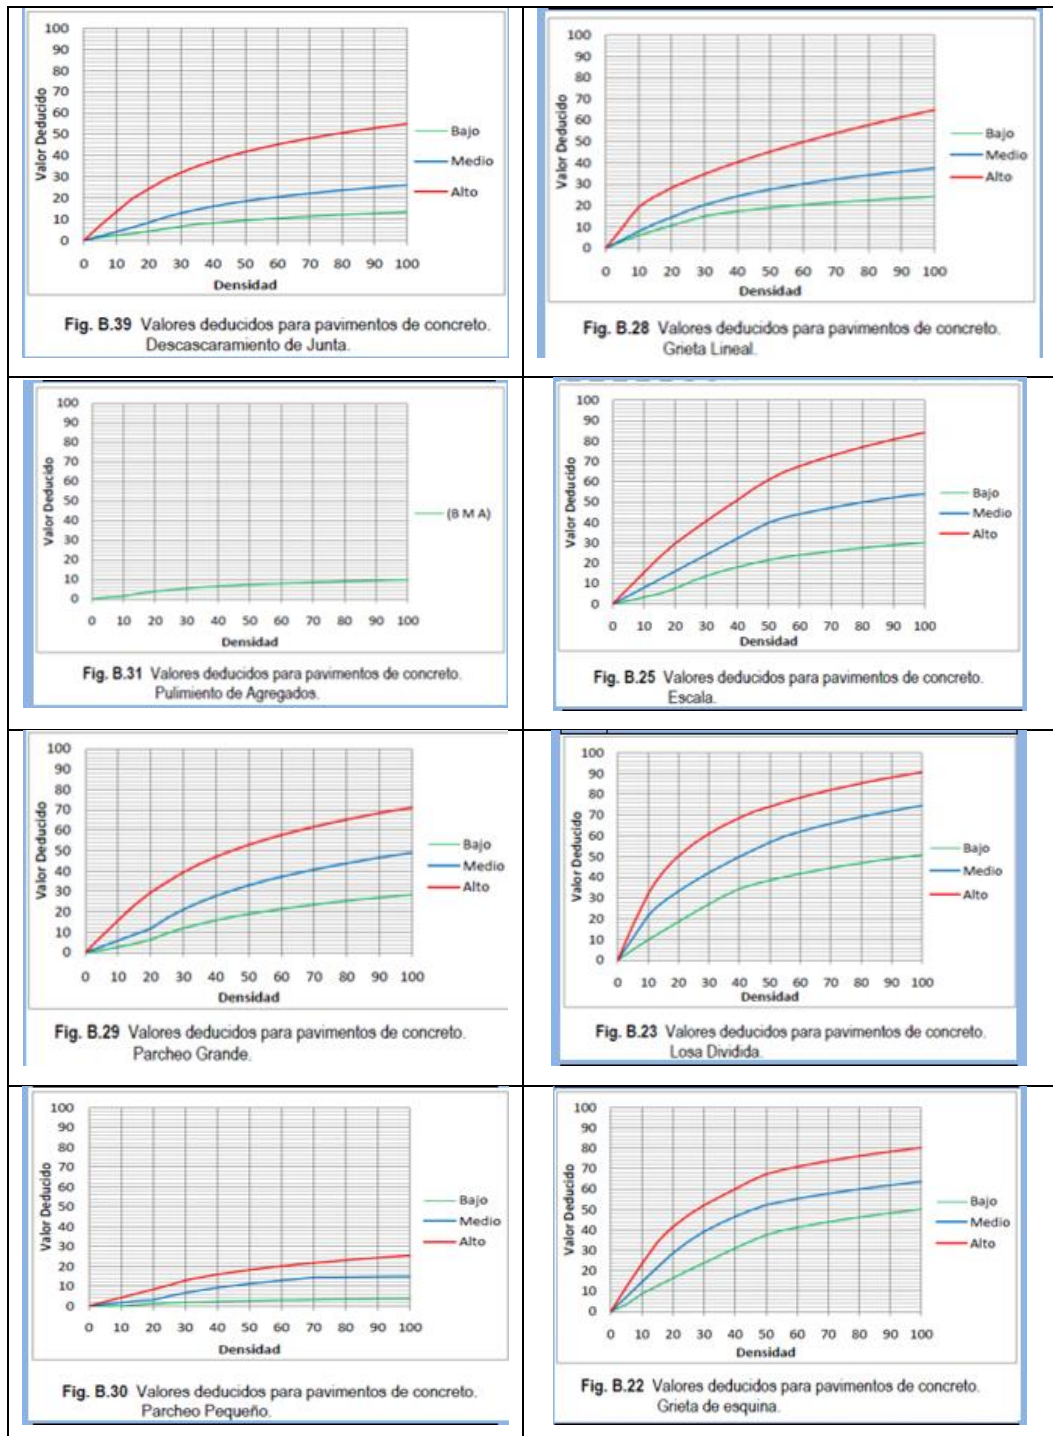 100
90
80
70
60
50
40
30
20
10
0
Valor Deducido
Bajo
Medio
Alto
0 10 20 30 40 50 60 70 80 90 100
Densidad
Fig. B.39 Valores deducidos para pavimentos de concreto.
Descascaramiento de Junta.
100
90
80
70
60
50
40
30
20
10
0
Valor Deducido
Bajo
Medio
Alto
0 10 20 30 40 50 60 70 80 90 100
Densidad
Fig. B.28 Valores deducidos para pavimentos de concreto.
Grieta Lineal.
100
90
80
70
60
50
40
30
20
10
0
Valor Deducido
(B M A)
0 10 20 30 40 50 60 70 80 90 100
Densidad
Fig. B.31 Valores deducidos para pavimentos de concreto.
Pulimiento de Agregados.
100
90
80
70
60
50
40
30
20
10
0
Valor Deducido
Bajo
Medio
Alto
0 10 20 30 40 50 60 70 80 90 100
Densidad
Fig. B.25 Valores deducidos para pavimentos de concreto.
Escala.
100
90
80
70
60
50
40
30
20
10
0
Valor Deducido
Bajo
Medio
Alto
0 10 20 30 40 50 60 70 80 90 100
Densidad
Fig. B.29 Valores deducidos para pavimentos de concreto.
Parcheo Grande.
100
90
80
70
60
50
40
30
20
10
0
Valor Deducido
Bajo
Medio
Alto
0 10 20 30 40 50 60 70 80 90 100
Densidad
Fig. B.23 Valores deducidos para pavimentos de concreto.
Losa Dividida.
100
90
80
70
60
50
40
30
20
10
0
Valor Deducido
Bajo
Medio
Alto
0 10 20 30 40 50 60 70 80 90 100
Densidad
Fig. B.30 Valores deducidos para pavimentos de concreto.
Parcheo Pequeño.
100
90
80
70
60
50
40
30
20
10
0
Valor Deducido
Bajo
Medio
Alto
0 10 20 30 40 50 60 70 80 90 100
Densidad
Fig. B.22 Valores deducidos para pavimentos de concreto.
Grieta de esquina.